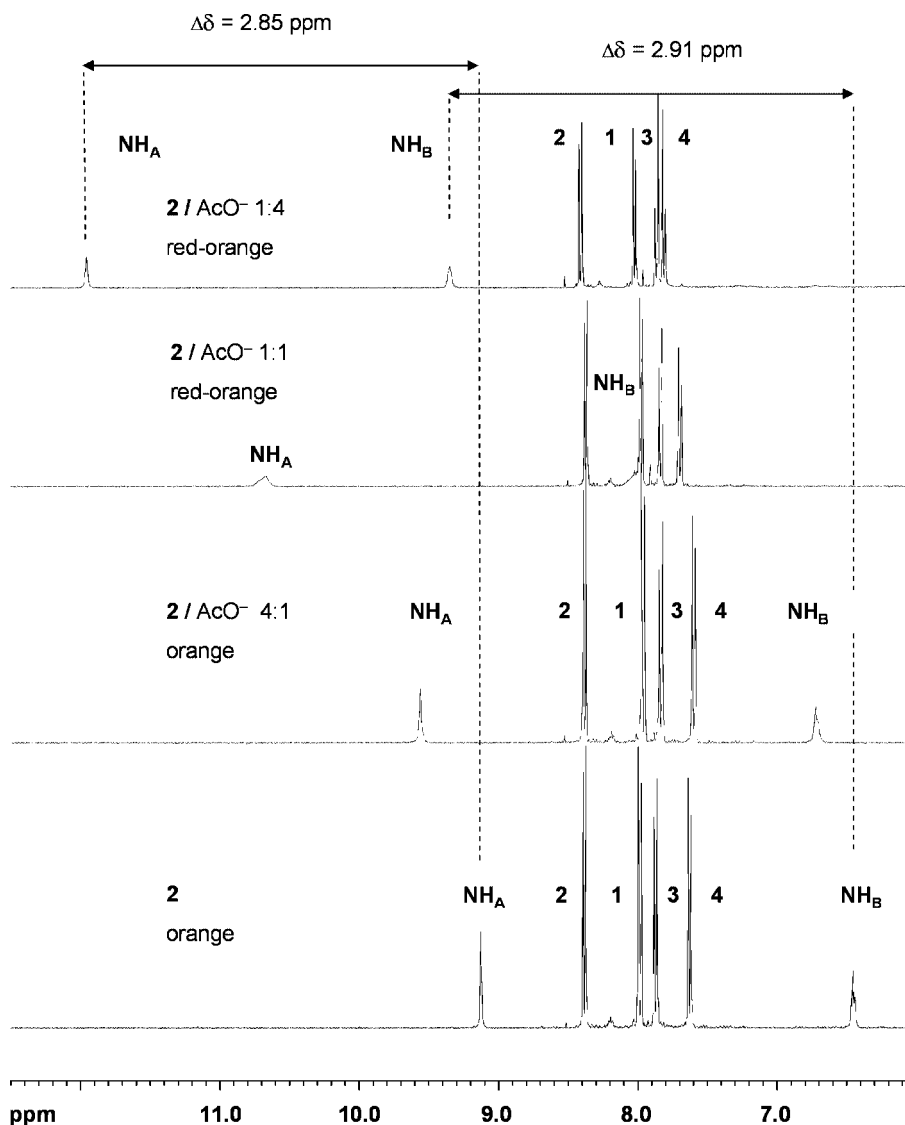 Δδ = 2.85 ppm
Δδ = 2.91 ppm
2 1 3 4
NHA NHB
2 / AcO– 1:4
red-orange
2 / AcO– 1:1
red-orange
NHB
NHA
2 / AcO– 4:1
orange
NHA 2 1 3 4 NHB
2
orange
NHA 2 1 3 4 NHB
ppm 11.0 10.0 9.0 8.0 7.0